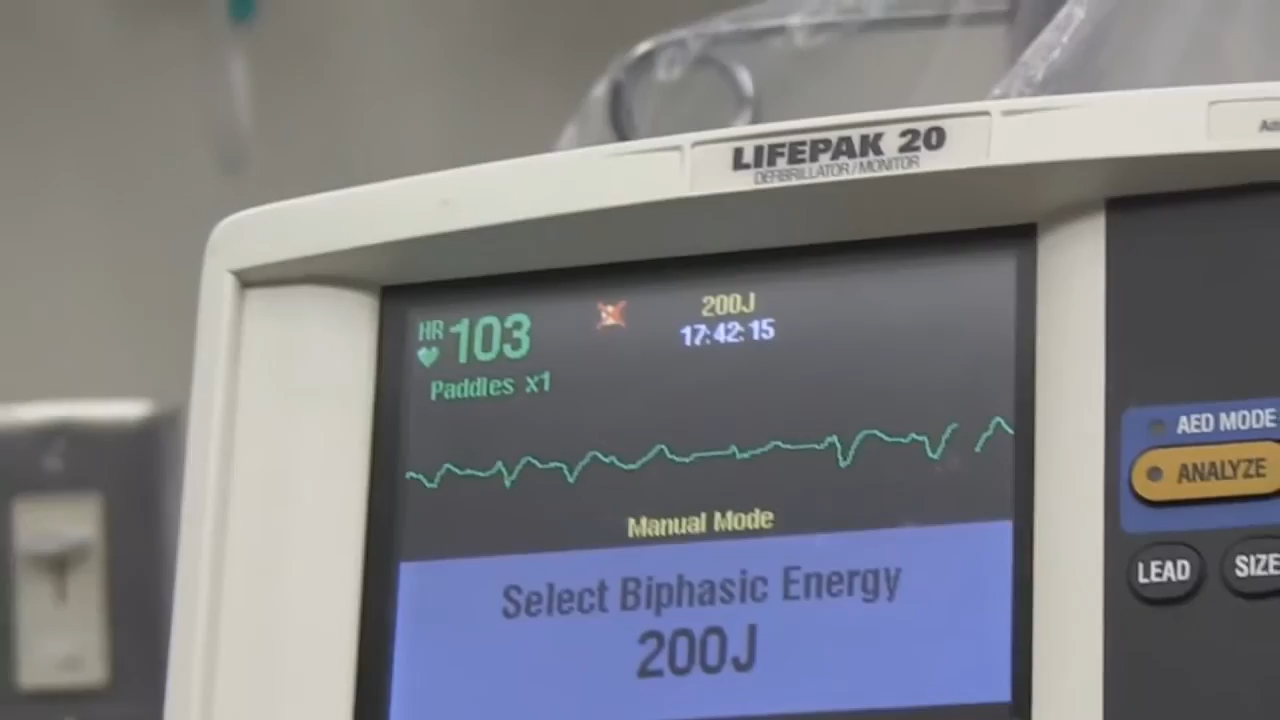 LIFEPAK 20
DEFIBRILLATOR/MONITOR
HR 103
200J
17:42:15
Paddles x1
Manual Mode
Select Biphasic Energy
200J
AED MODE
ANALYZE
LEAD
SIZE